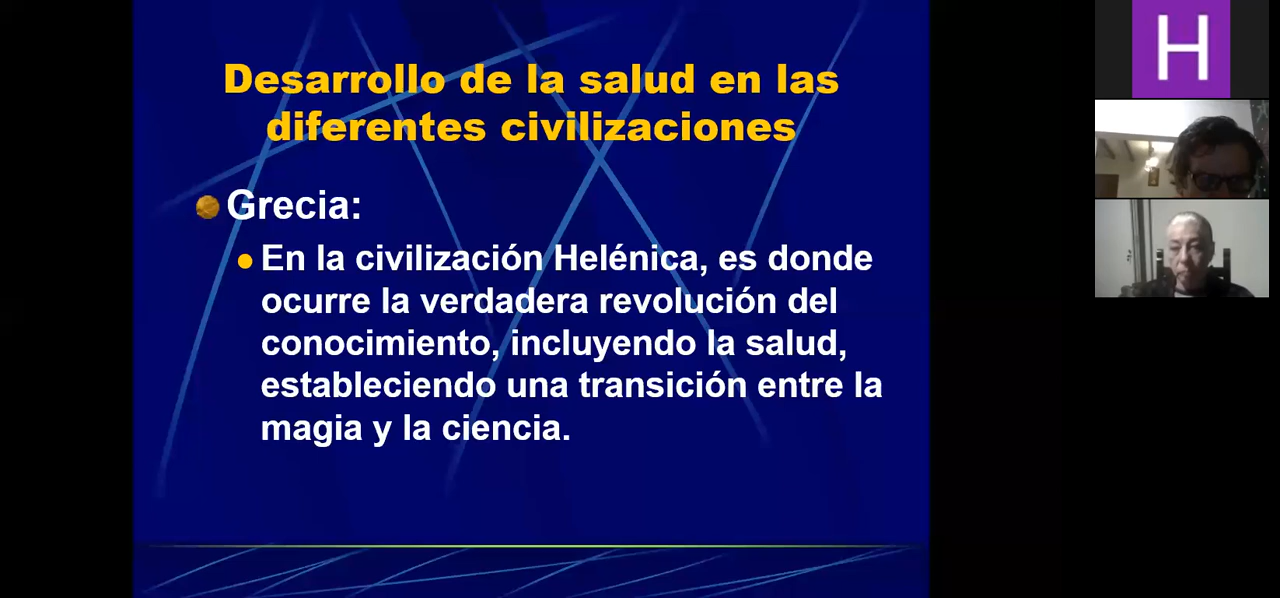 Desarrollo de la salud en las
diferentes civilizaciones
Grecia:
En la civilización Helénica, es donde
ocurre la verdadera revolución del
conocimiento, incluyendo la salud,
estableciendo una transición entre la
magia y la ciencia.
H